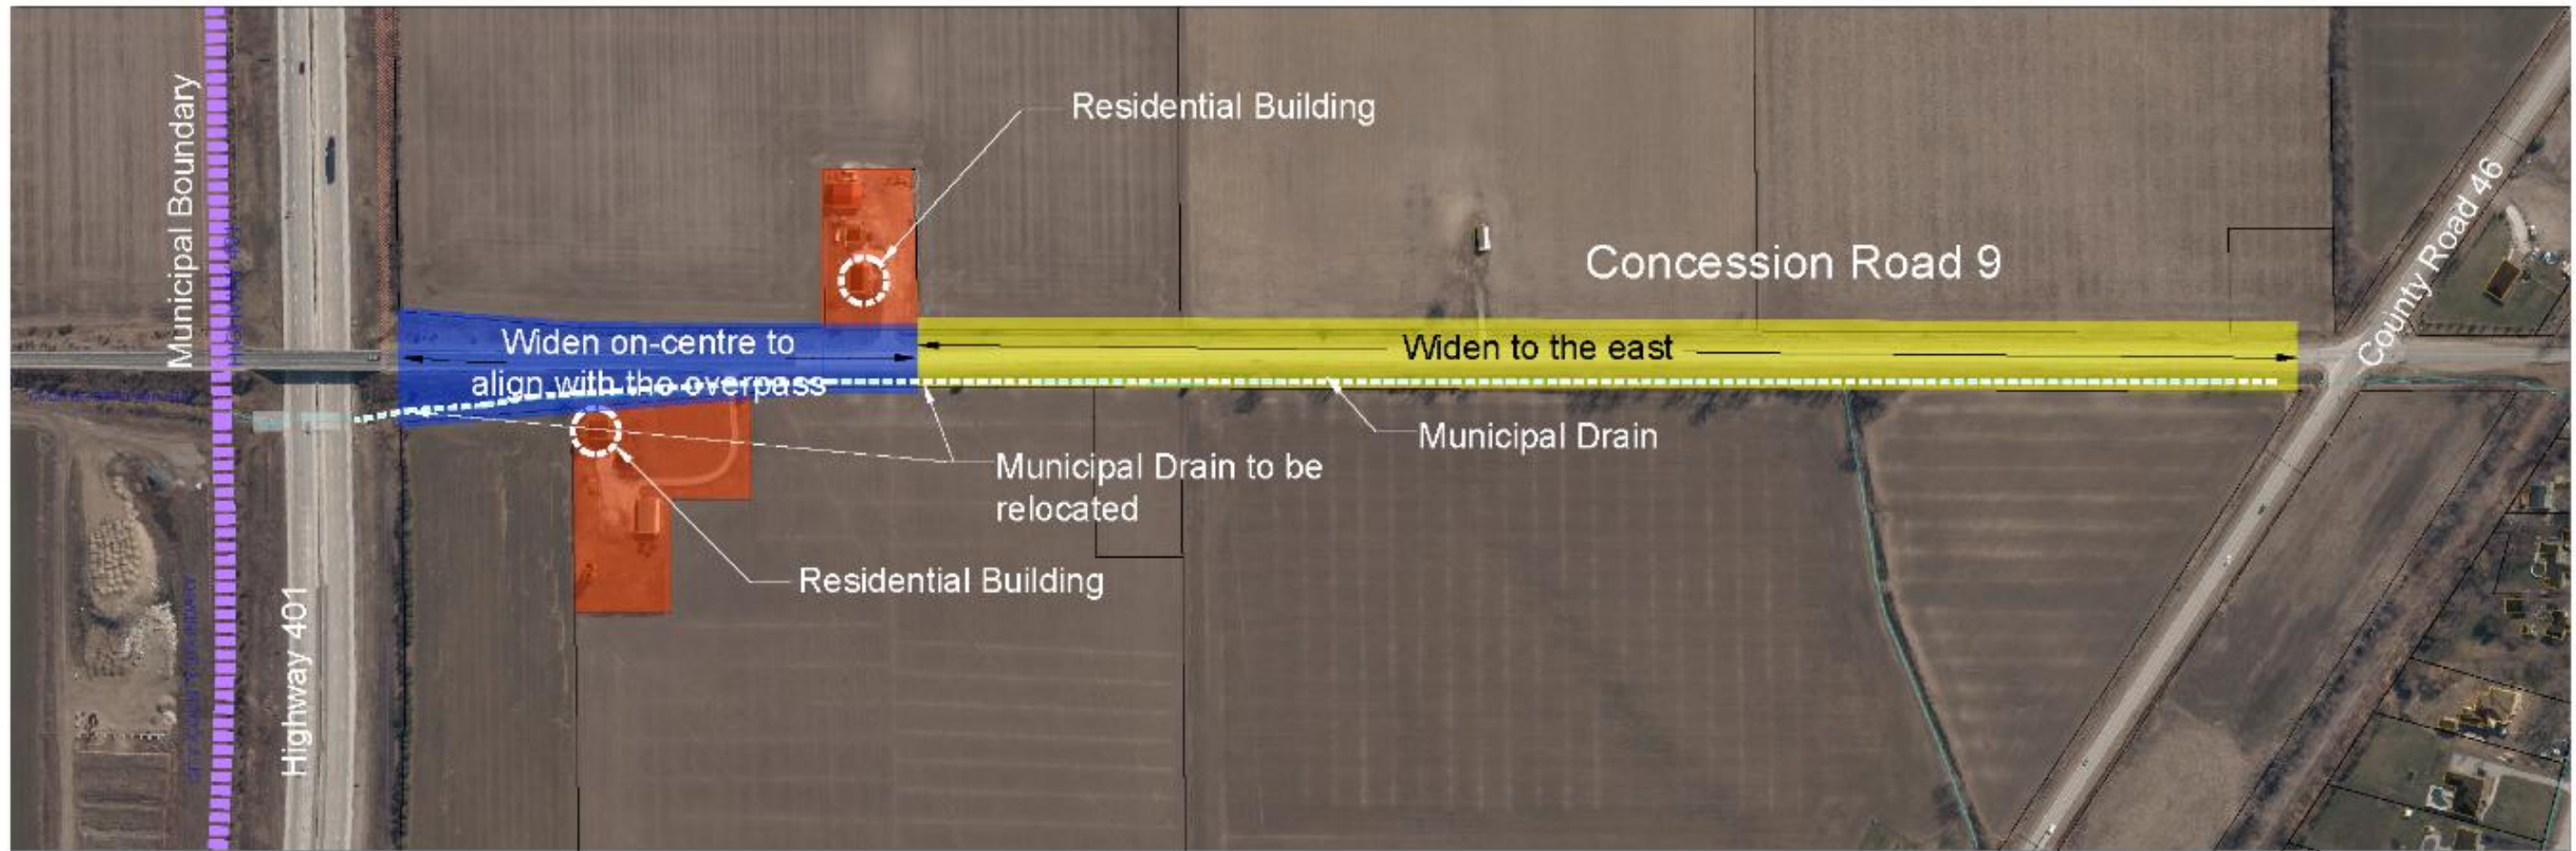 Municipal Boundary
Highway 401
Residential Building
Concession Road 9
County Road 46
Widen on-centre to
align with the overpass
Widen to the east
Municipal Drain
Municipal Drain to be
relocated
Residential Building